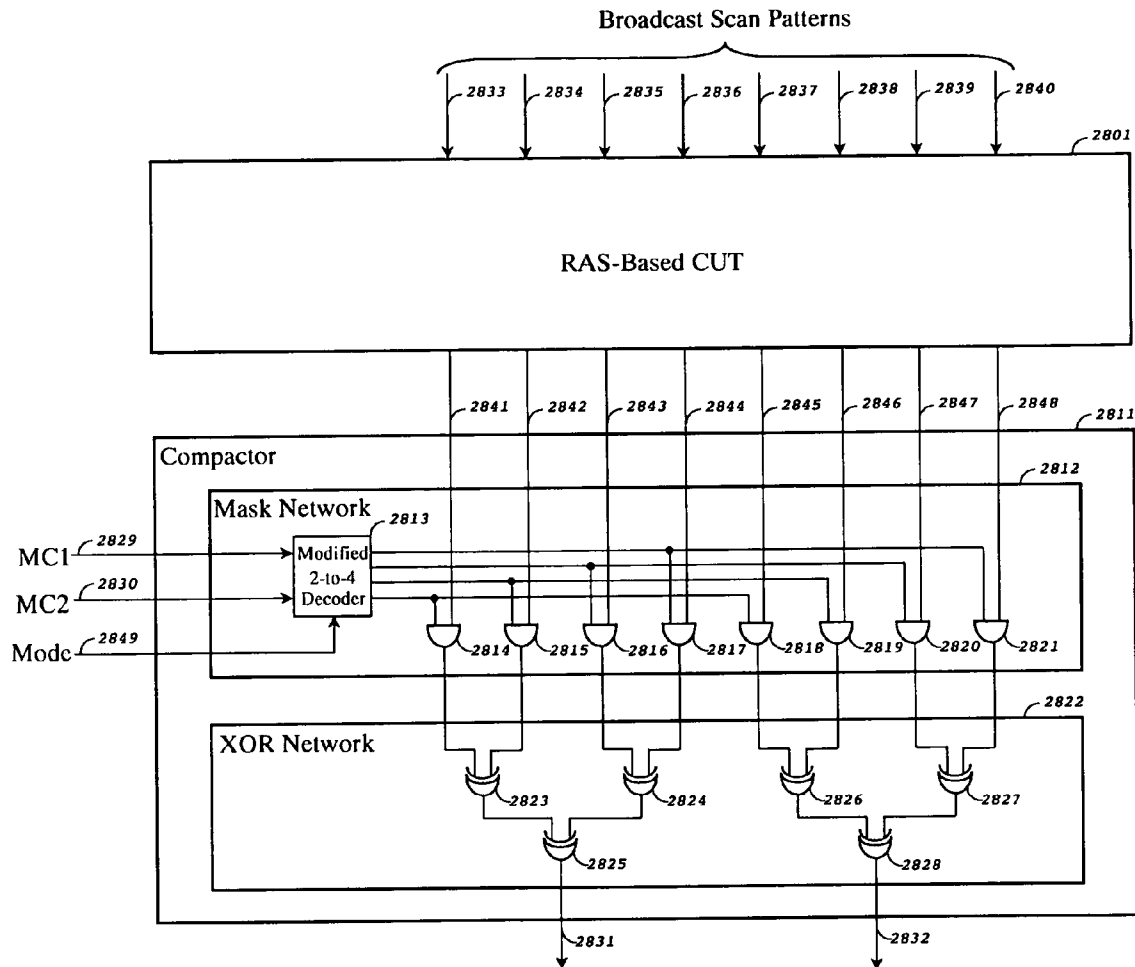 Broadcast Scan Patterns
2833 2834 2835 2836 2837 2838 2839 2840
2801
RAS-Based CUT
2841 2842 2843 2844 2845 2846 2847 2848
2811
Compactor
2812
Mask Network
2813
MC1 2829
MC2 2830
Mode 2849
Modified
2-to-4
Decoder
2814 2815 2816 2817 2818 2819 2820 2821
2822
XOR Network
2823 2824 2826 2827
2825 2828
2831 2832